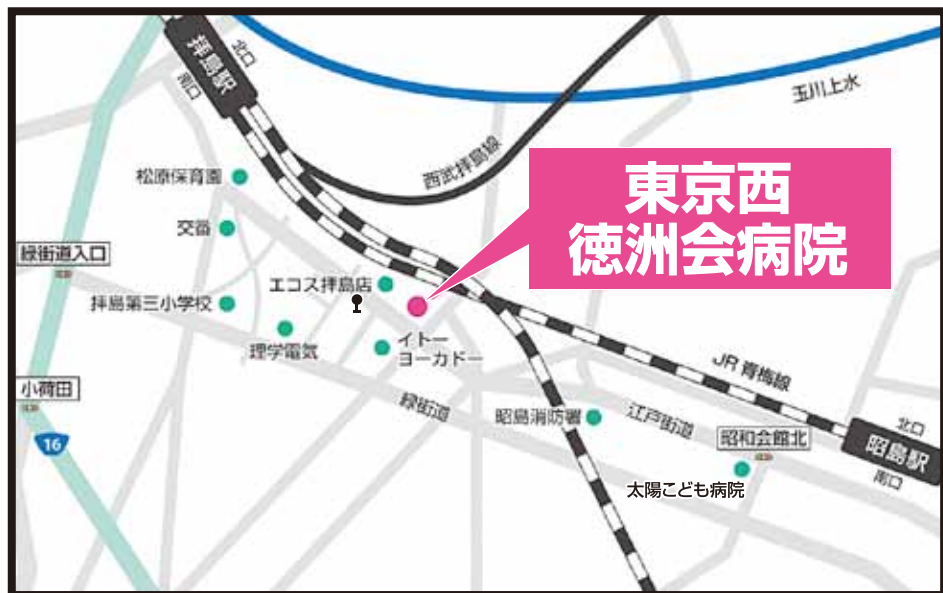 拝島駅
北口
南口
玉川上水
西武拝島線
松原保育園
交番
緑街道入口
東京西
徳洲会病院
エコス拝島店
拝島第三小学校
理学電気
イトー
ヨーカドー
小荷田
16
緑街道
昭島消防署
江戸街道
JR青梅線
昭和会館北
太陽こども病院
北口
昭島駅
南口